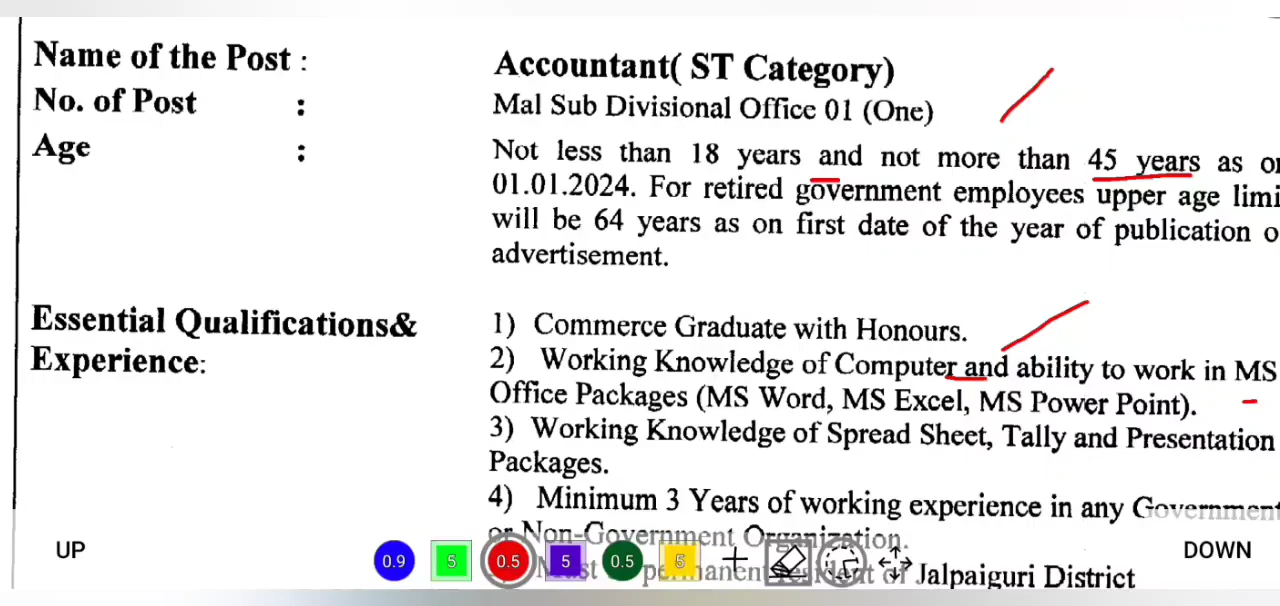 Name of the Post :
Accountant( ST Category)
No. of Post :
Mal Sub Divisional Office 01 (One)
Age :
Not less than 18 years and not more than 45 years as on
01.01.2024. For retired government employees upper age limi
will be 64 years as on first date of the year of publication o
advertisement.
Essential Qualifications&
Experience:
1) Commerce Graduate with Honours.
2) Working Knowledge of Computer and ability to work in MS
Office Packages (MS Word, MS Excel, MS Power Point).
3) Working Knowledge of Spread Sheet, Tally and Presentation
Packages.
4) Minimum 3 Years of working experience in any Government
or Non-Government Organization.
Must permanent resident of Jalpaiguri District
UP
0.9
5
0.5
5
0.5
5
DOWN